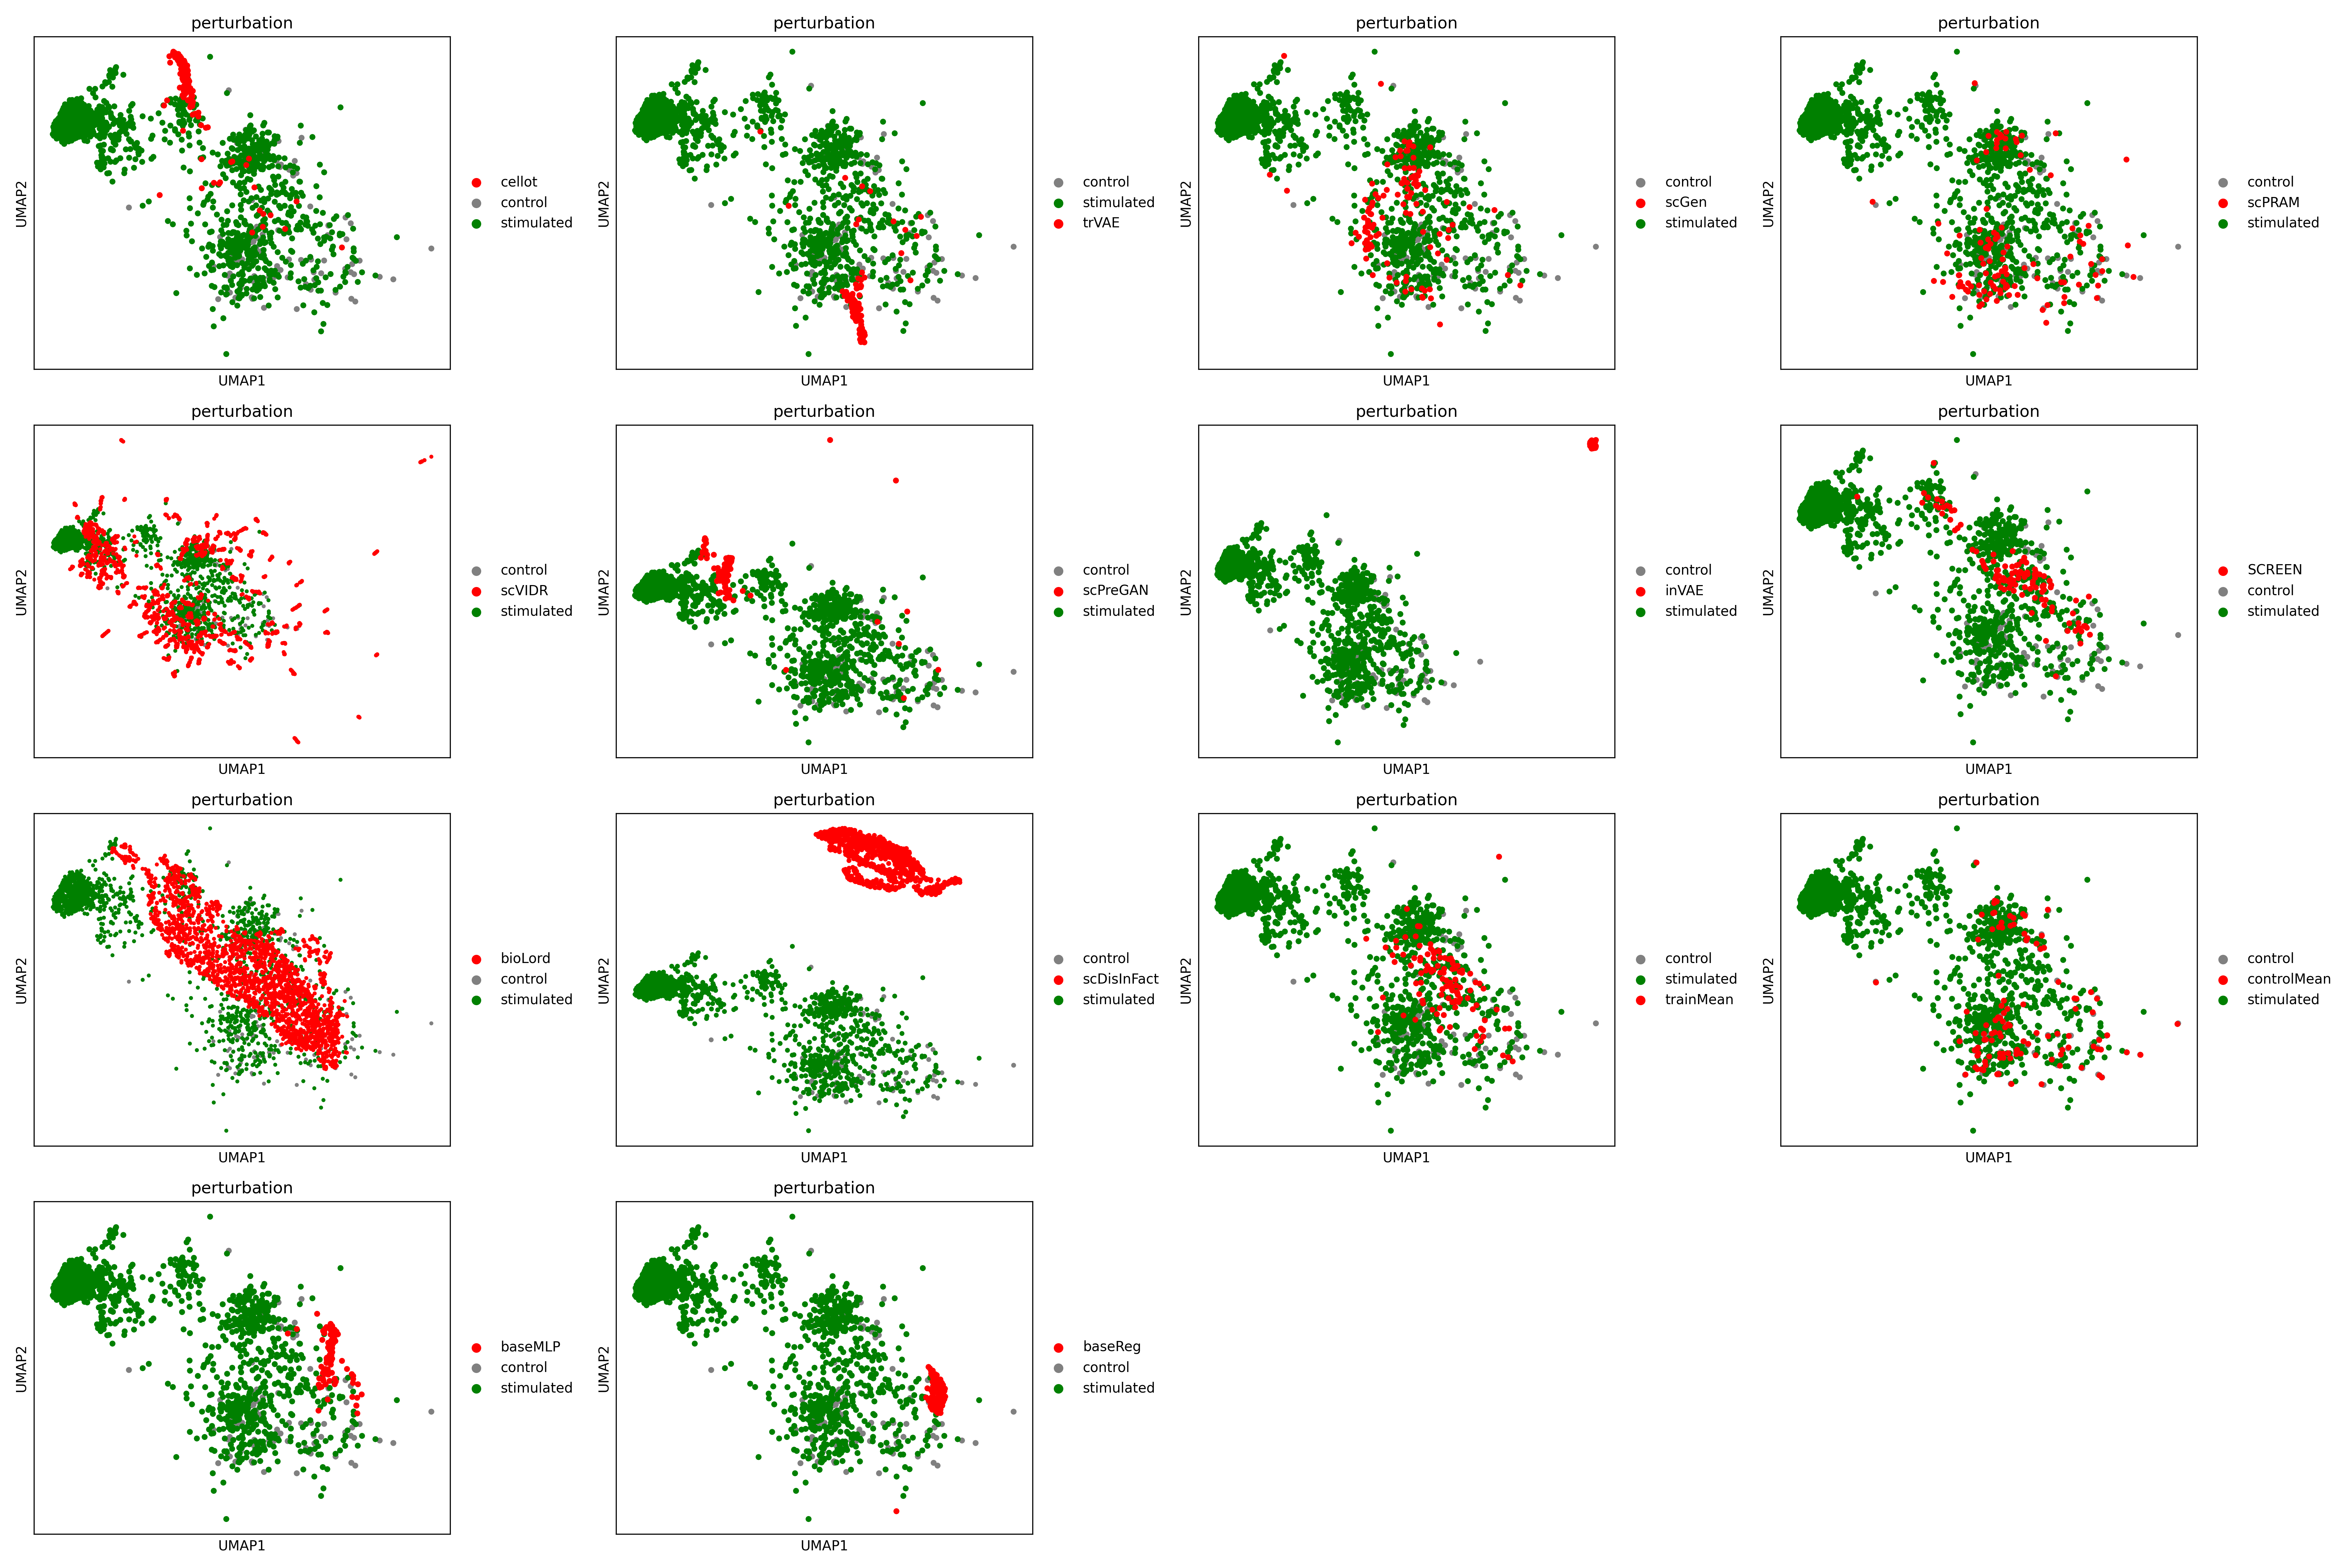 perturbation
UMAP2
cellot
control
stimulated
UMAP1
perturbation
UMAP2
control
stimulated
trVAE
UMAP1
perturbation
UMAP2
control
scGen
stimulated
UMAP1
perturbation
UMAP2
control
scPRAM
stimulated
UMAP1
perturbation
UMAP2
control
scVIDR
stimulated
UMAP1
perturbation
UMAP2
control
scPreGAN
stimulated
UMAP1
perturbation
UMAP2
control
inVAE
stimulated
UMAP1
perturbation
UMAP2
SCREEN
control
stimulated
UMAP1
perturbation
UMAP2
bioLord
control
stimulated
UMAP1
perturbation
UMAP2
control
scDisInFact
stimulated
UMAP1
perturbation
UMAP2
control
stimulated
trainMean
UMAP1
perturbation
UMAP2
control
controlMean
stimulated
UMAP1
perturbation
UMAP2
baseMLP
control
stimulated
UMAP1
perturbation
UMAP2
baseReg
control
stimulated
UMAP1